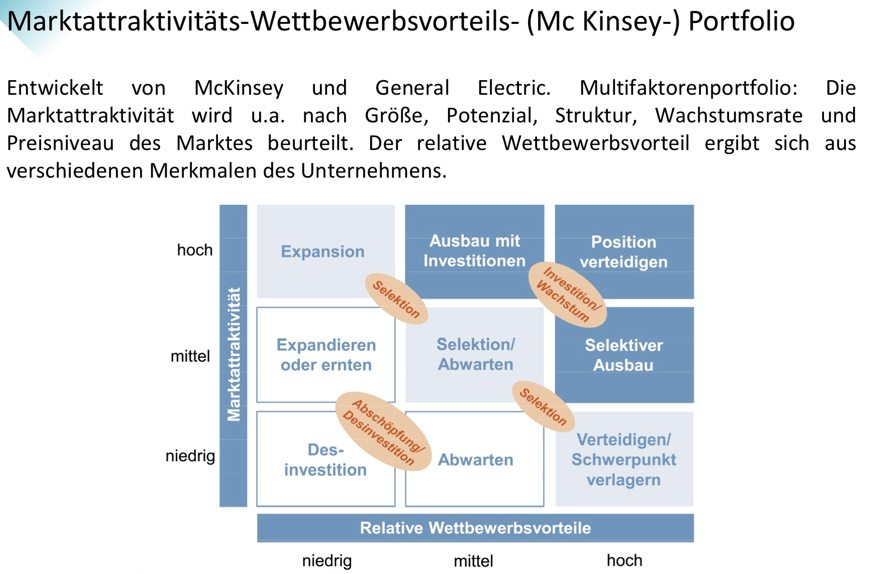 Marktattraktivitäts-Wettbewerbsvorteils- (Mc Kinsey-) Portfolio
Entwickelt von McKinsey und General Electric. Multifaktorenportfolio: Die
Marktattraktivität wird u.a. nach Größe, Potenzial, Struktur, Wachstumsrate und
Preisniveau des Marktes beurteilt. Der relative Wettbewerbsvorteil ergibt sich aus
verschiedenen Merkmalen des Unternehmens.
Marktattraktivität
hoch
Expansion
Ausbau mit
Investitionen
Position
verteidigen
Selektion
Investition/
Wachstum
mittel
Expandieren
oder ernten
Selektion/
Abwarten
Selektiver
Ausbau
Abschöpfung/
Desinvestition
Selektion
niedrig
Des-
investition
Abwarten
Verteidigen/
Schwerpunkt
verlagern
Relative Wettbewerbsvorteile
niedrig
mittel
hoch